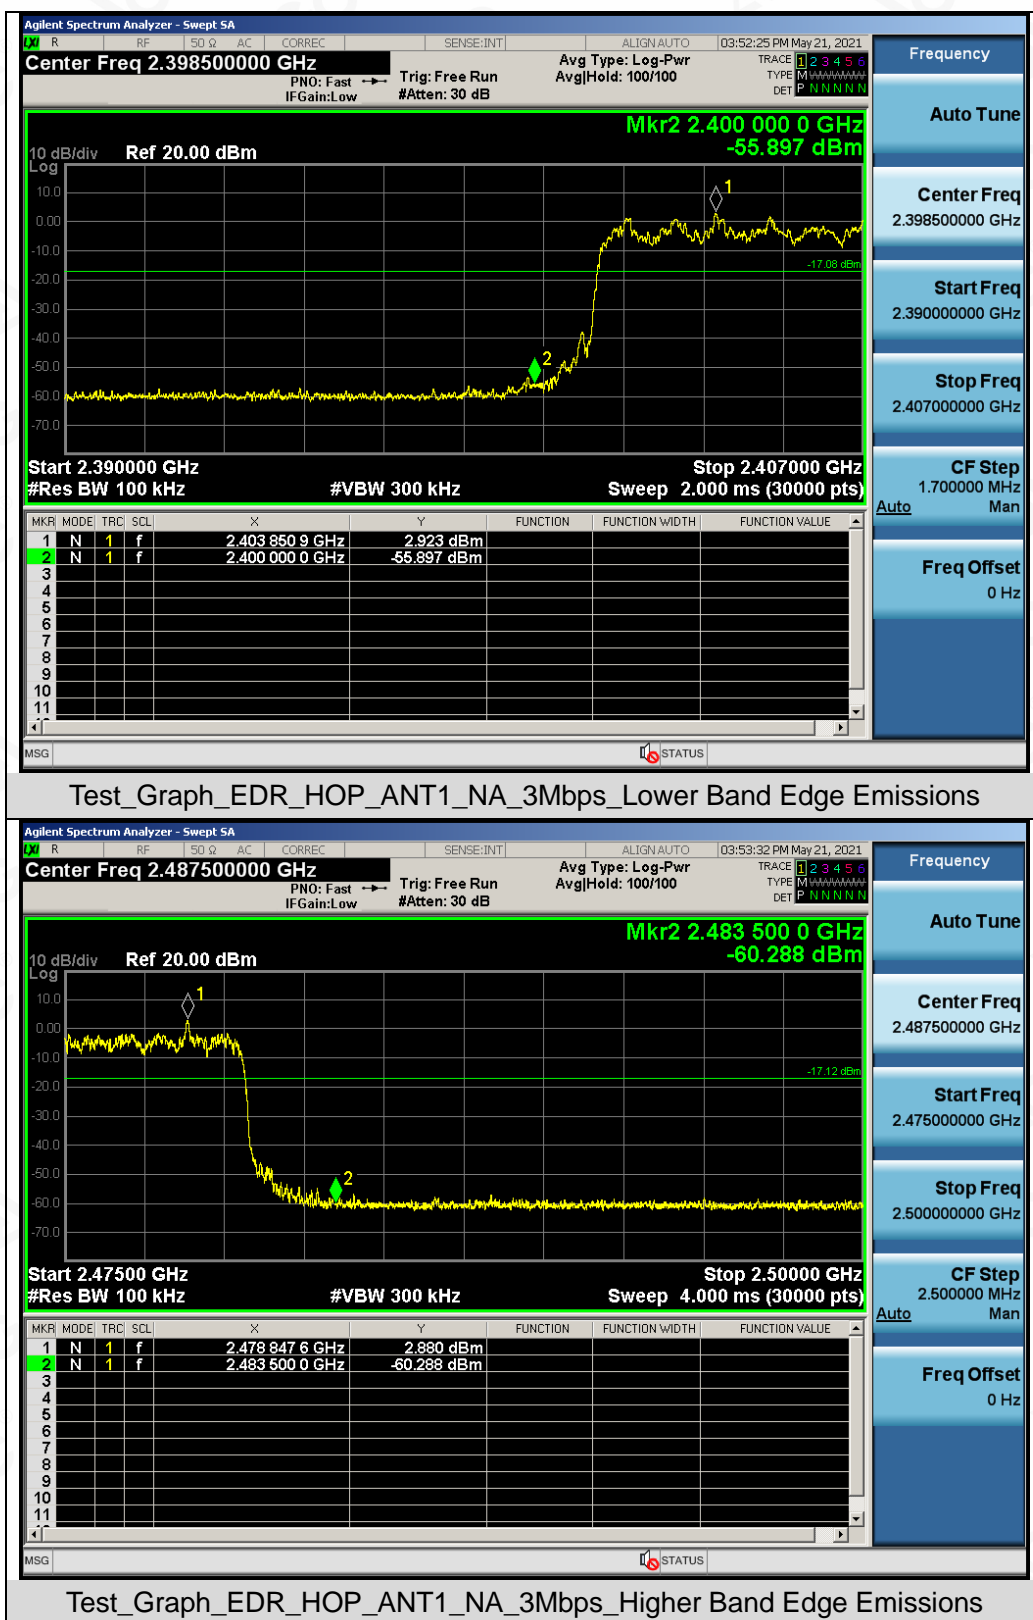 Agilent Spectrum Analyzer - Swept SA
LXI R RF 50 Ω AC CORREC SENSE:INT ALIGNAUTO 03:52:25 PM May 21, 2021
Center Freq 2.398500000 GHz Avg Type: Log-Pwr TRACE 1 2 3 4 5 6
PNO: Fast Trig: Free Run Avg|Hold: 100/100 TYPE M WWWWW
IFGain:Low #Atten: 30 dB DET P N N N N N
Frequency
Auto Tune
Center Freq
2.398500000 GHz
Start Freq
2.390000000 GHz
Stop Freq
2.407000000 GHz
CF Step
1.700000 MHz
Auto Man
Freq Offset
0 Hz
Mkr2 2.400 000 0 GHz
-55.897 dBm
10 dB/div Ref 20.00 dBm
Log
10.0
0.00
-10.0
-20.0
-30.0
-40.0
-50.0
-60.0
-70.0
1
-17.08 dBm
2
Start 2.390000 GHz Stop 2.407000 GHz
#Res BW 100 kHz #VBW 300 kHz Sweep 2.000 ms (30000 pts)
MKR MODE TRC SCL X Y FUNCTION FUNCTION WIDTH FUNCTION VALUE
1 N 1 f 2.403 850 9 GHz 2.923 dBm
2 N 1 f 2.400 000 0 GHz -55.897 dBm
3
4
5
6
7
8
9
10
11
MSG STATUS
Test_Graph_EDR_HOP_ANT1_NA_3Mbps_Lower Band Edge Emissions
Agilent Spectrum Analyzer - Swept SA
LXI R RF 50 Ω AC CORREC SENSE:INT ALIGNAUTO 03:53:32 PM May 21, 2021
Center Freq 2.487500000 GHz Avg Type: Log-Pwr TRACE 1 2 3 4 5 6
PNO: Fast Trig: Free Run Avg|Hold: 100/100 TYPE M WWWWW
IFGain:Low #Atten: 30 dB DET P N N N N N
Frequency
Auto Tune
Center Freq
2.487500000 GHz
Start Freq
2.475000000 GHz
Stop Freq
2.500000000 GHz
CF Step
2.500000 MHz
Auto Man
Freq Offset
0 Hz
Mkr2 2.483 500 0 GHz
-60.288 dBm
10 dB/div Ref 20.00 dBm
Log
10.0
0.00
-10.0
-20.0
-30.0
-40.0
-50.0
-60.0
-70.0
1
-17.12 dBm
2
Start 2.47500 GHz Stop 2.50000 GHz
#Res BW 100 kHz #VBW 300 kHz Sweep 4.000 ms (30000 pts)
MKR MODE TRC SCL X Y FUNCTION FUNCTION WIDTH FUNCTION VALUE
1 N 1 f 2.478 847 6 GHz 2.880 dBm
2 N 1 f 2.483 500 0 GHz -60.288 dBm
3
4
5
6
7
8
9
10
11
MSG STATUS
Test_Graph_EDR_HOP_ANT1_NA_3Mbps_Higher Band Edge Emissions